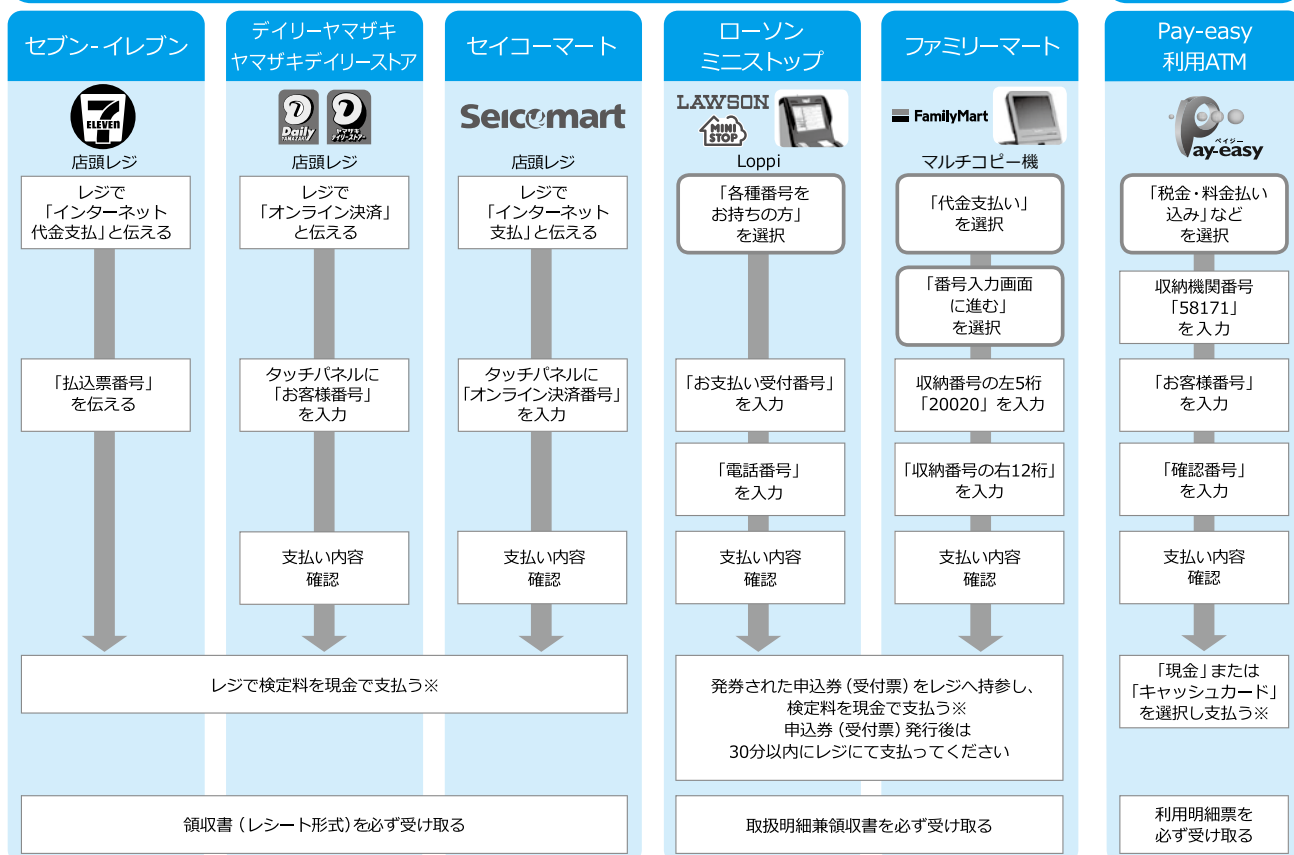 セブン-イレブン
7
ELEVEN
店頭レジ
レジで
「インターネット
代金支払」と伝える
「払込票番号」
を伝える
デイリーヤマザキ
ヤマザキデイリーストアー
Daily
YAMAZAKI
ヤマザキ
デイリーストアー
店頭レジ
レジで
「オンライン決済」
と伝える
タッチパネルに
「お客様番号」
を入力
支払い内容
確認
セイコーマート
Seicomart
店頭レジ
レジで
「インターネット
支払」と伝える
タッチパネルに
「オンライン決済番号」
を入力
支払い内容
確認
レジで検定料を現金で支払う※
領収書（レシート形式）を必ず受け取る
ローソン
ミニストップ
LAWSON
MINI
STOP
Loppi
「各種番号を
お持ちの方」
を選択
「お支払い受付番号」
を入力
「電話番号」
を入力
支払い内容
確認
ファミリーマート
FamilyMart
マルチコピー機
「代金支払い」
を選択
「番号入力画面
に進む」
を選択
収納番号の左5桁
「20020」を入力
「収納番号の右12桁」
を入力
支払い内容
確認
発券された申込券（受付票）をレジへ持参し、
検定料を現金で支払う※
申込券（受付票）発行後は
30分以内にレジにて支払ってください
取扱明細兼領収書を必ず受け取る
Pay-easy
利用ATM
ペイジー
Pay-easy
「税金・料金払い
込み」など
を選択
収納機関番号
「58171」
を入力
「お客様番号」
を入力
「確認番号」
を入力
支払い内容
確認
「現金」または
「キャッシュカード」
を選択し支払う※
利用明細票を
必ず受け取る